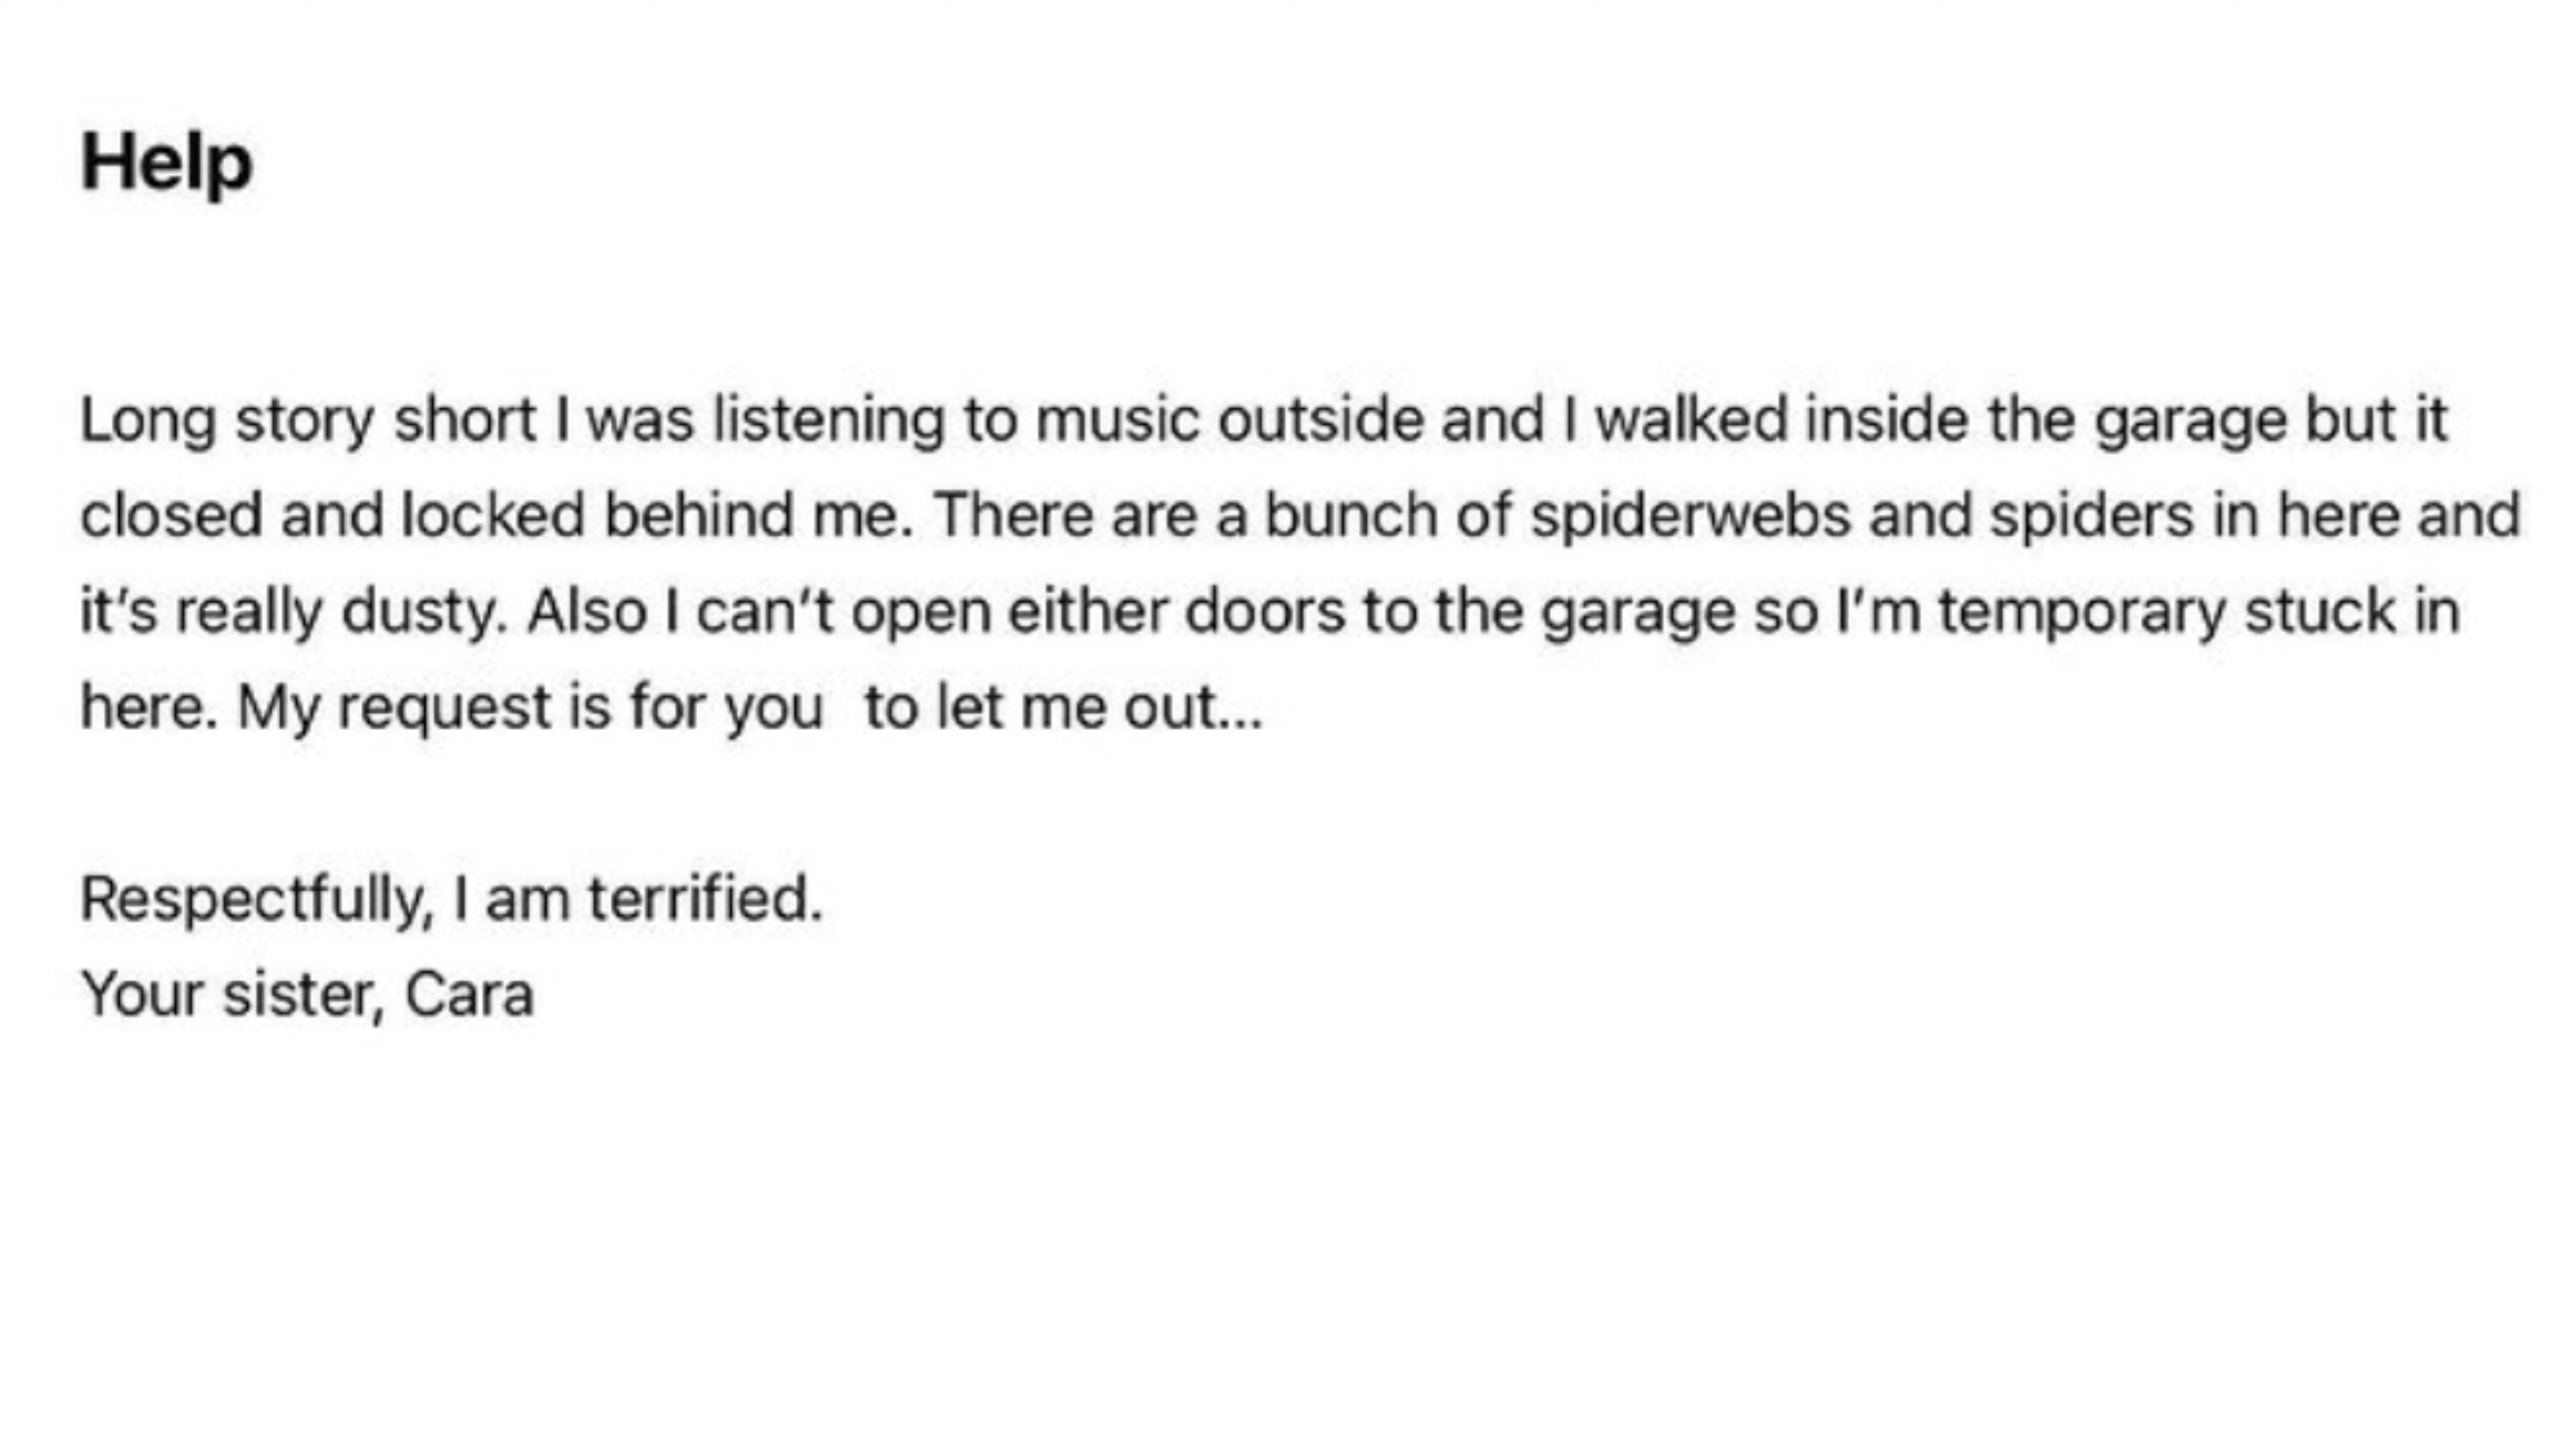 Help
Long story short I was listening to music outside and I walked inside the garage but it
closed and locked behind me. There are a bunch of spiderwebs and spiders in here and
it’s really dusty. Also I can’t open either doors to the garage so I’m temporary stuck in
here. My request is for you  to let me out...
Respectfully, I am terrified.
Your sister, Cara